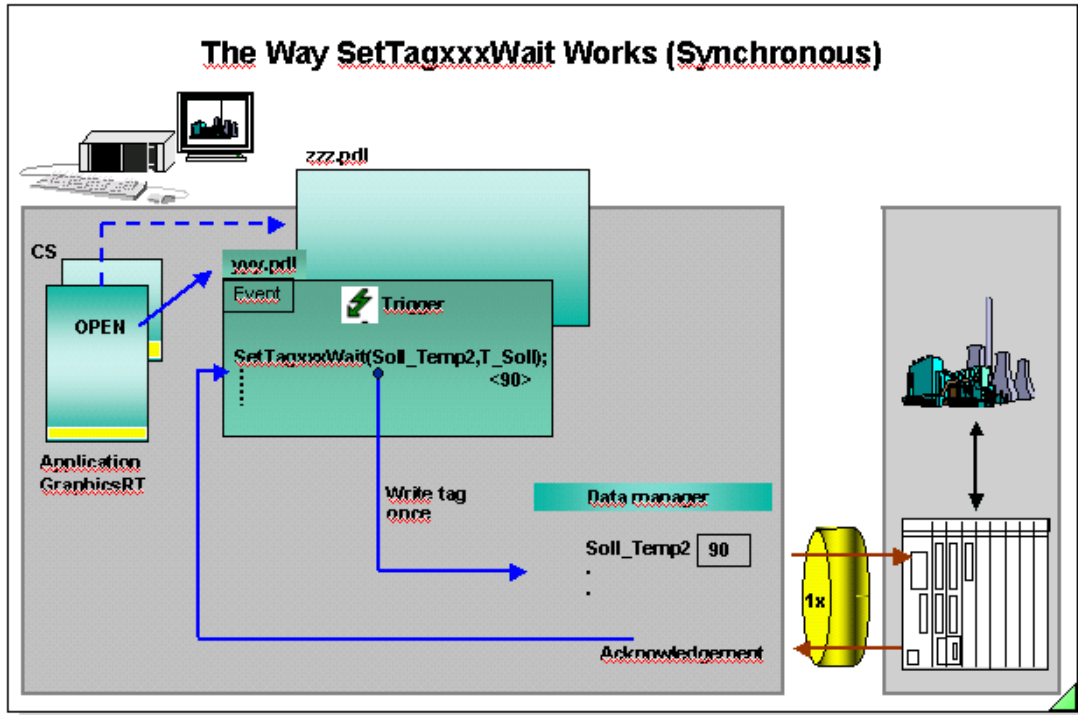 The Way SetTagxxxWait Works (Synchronous)
zzz.pdl
CS
yyy.pdl
Event
Trigger
OPEN
SetTagxxxWait(Soll_Temp2,T_Soll);
<90>
Application
GraphicsRT
Write tag
once
Data manager
Soll_Temp2 90
1x
Acknowledgement